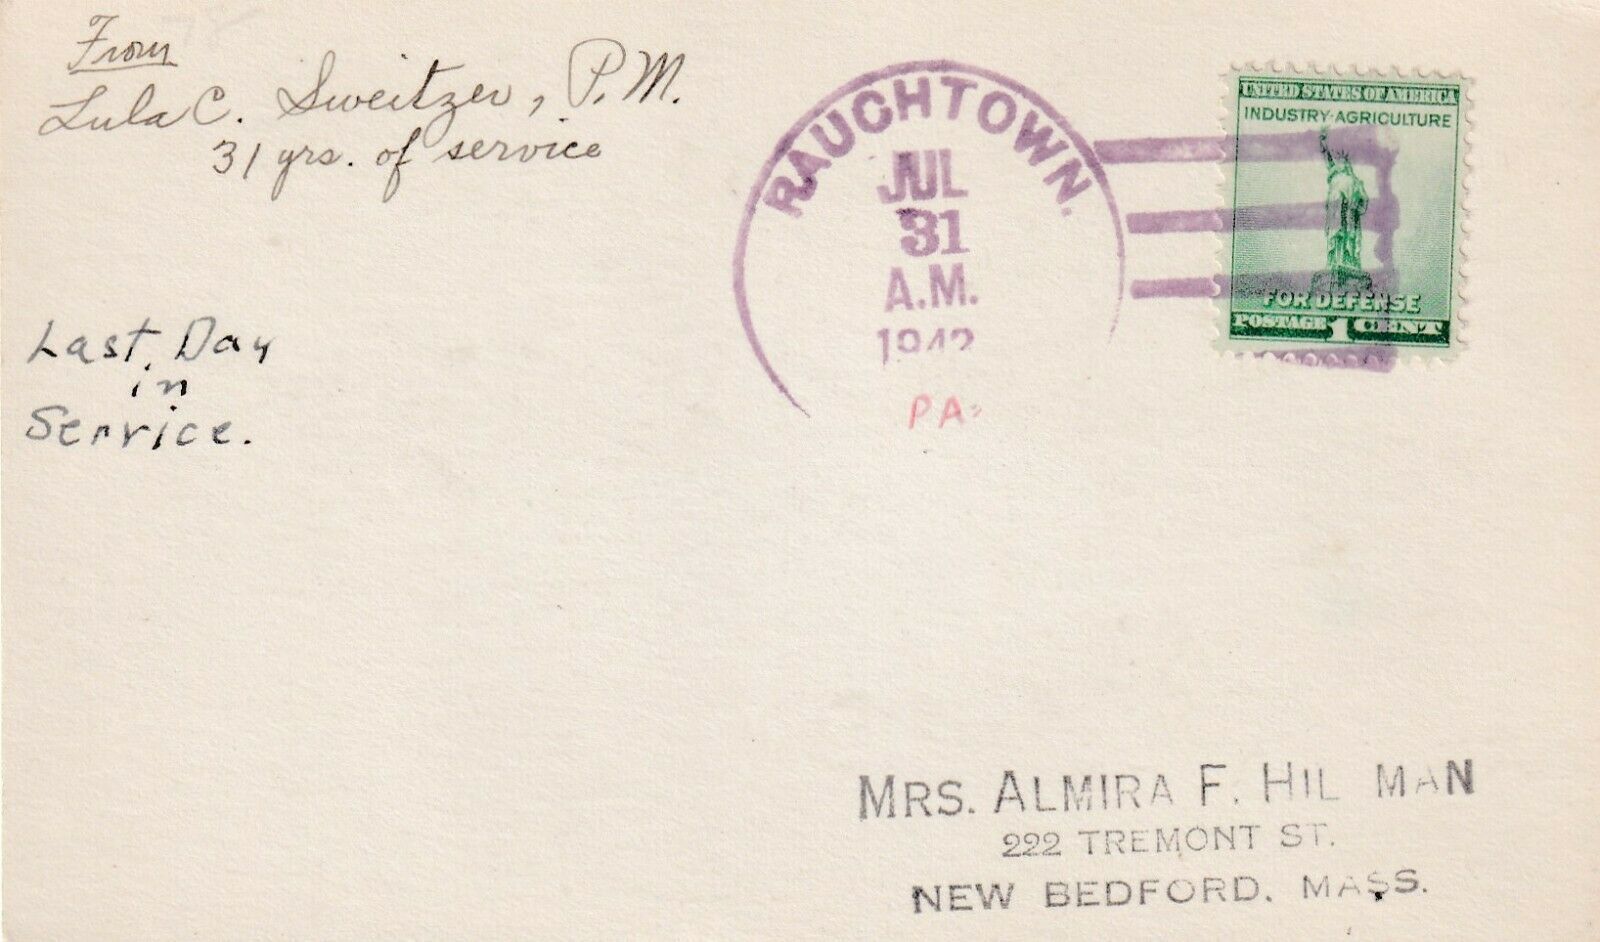 From
Lula C. Sweitzer, P.M.
31 yrs. of service
Last Day
in
Service.
RAUCHTOWN.
JUL
31
A.M.
1942
PA.
UNITED STATES OF AMERICA
INDUSTRY·AGRICULTURE
FOR DEFENSE
POSTAGE 1 CENT
MRS. ALMIRA F. HIL MAN
222 TREMONT ST.
NEW BEDFORD, MASS.